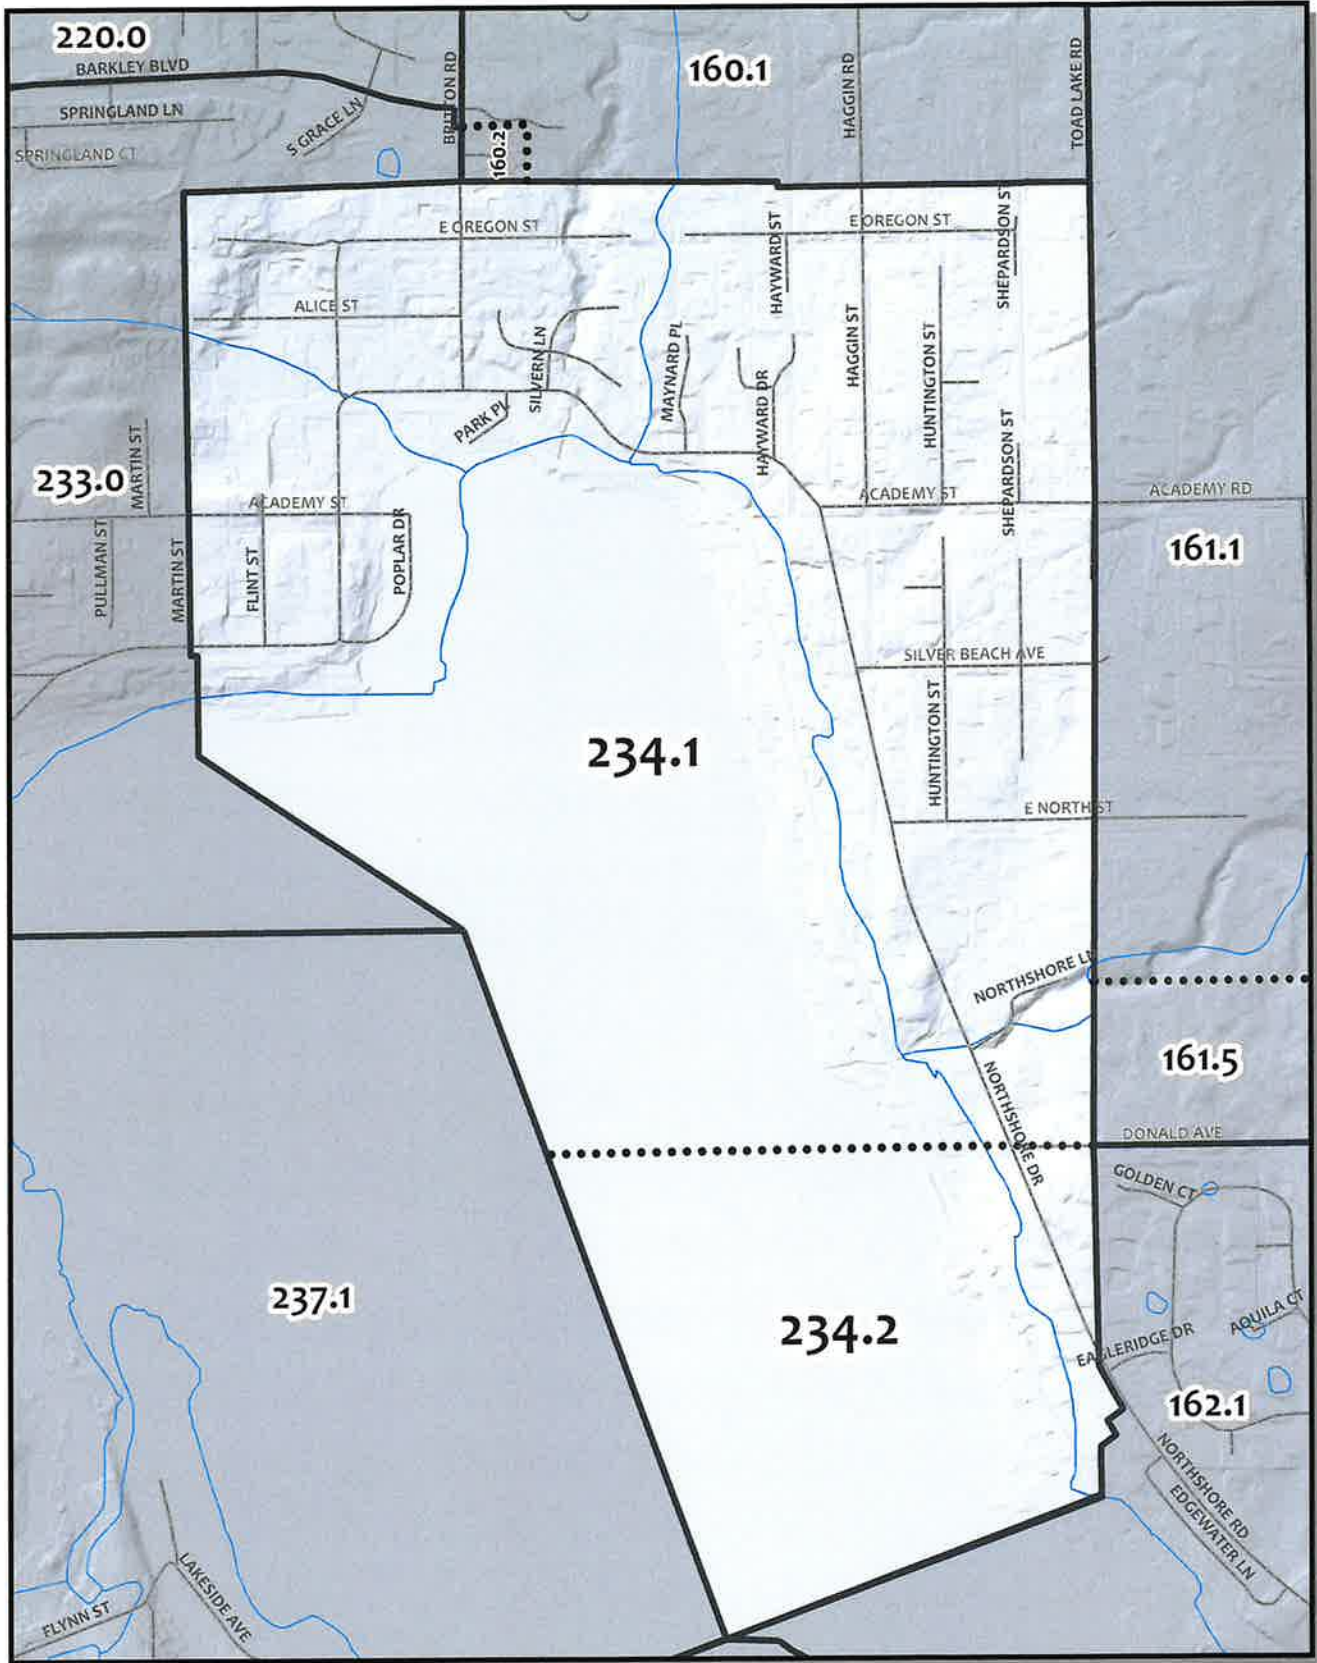 220.0
BARKLEY BLVD
SPRINGLAND LN
SPRINGLAND CT
S GRACE LN
BRITTON RD
160.2
160.1
HAGGIN RD
TOAD LAKE RD
E OREGON ST
E OREGON ST
HAYWARD ST
SHEPARDSON ST
ALICE ST
SILVERN LN
PARK PL
MAYNARD PL
HAYWARD DR
HAGGIN ST
HUNTINGTON ST
SHEPARDSON ST
233.0
MARTIN ST
ACADEMY ST
ACADEMY ST
ACADEMY RD
PULLMAN ST
MARTIN ST
FLINT ST
POPLAR DR
161.1
SILVER BEACH AVE
HUNTINGTON ST
234.1
E NORTH ST
NORTHSHORE LN
161.5
NORTHSHORE DR
DONALD AVE
GOLDEN CT
237.1
234.2
EAGLERIDGE DR
AQUILA CT
162.1
NORTHSHORE RD
EDGEWATER LN
LAKESIDE AVE
FLYNN ST